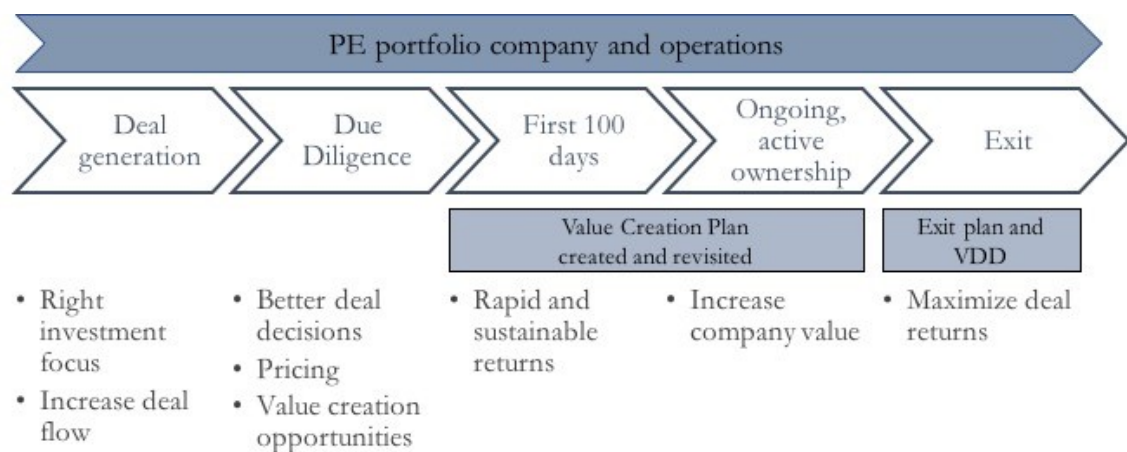 PE portfolio company and operations
Deal
generation
Due
Diligence
First 100
days
Ongoing,
active
ownership
Exit
Value Creation Plan
created and revisited
Exit plan and
VDD
• Right
investment
focus
• Increase deal
flow
• Better deal
decisions
• Pricing
• Value creation
opportunities
• Rapid and
sustainable
returns
• Increase
company value
• Maximize deal
returns